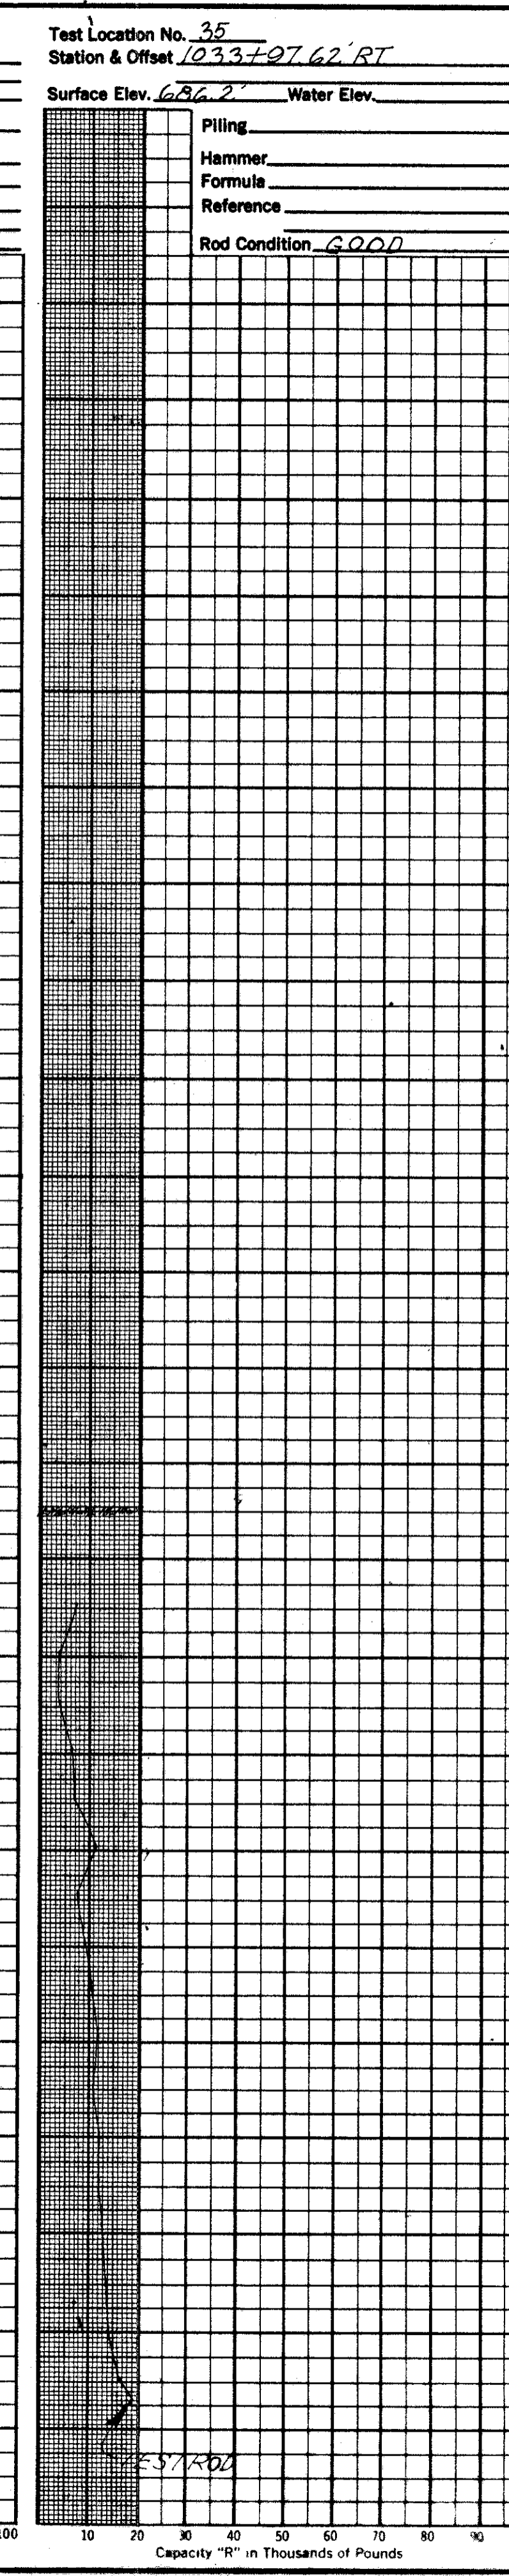 Test Location No. 35
Station & Offset 1033+97.62' RT
Surface Elev. 686.2' Water Elev.
Piling
Hammer
Formula
Reference
Rod Condition GOOD
TEST ROD
100 10 20 30 40 50 60 70 80 90
Capacity "R" in Thousands of Pounds